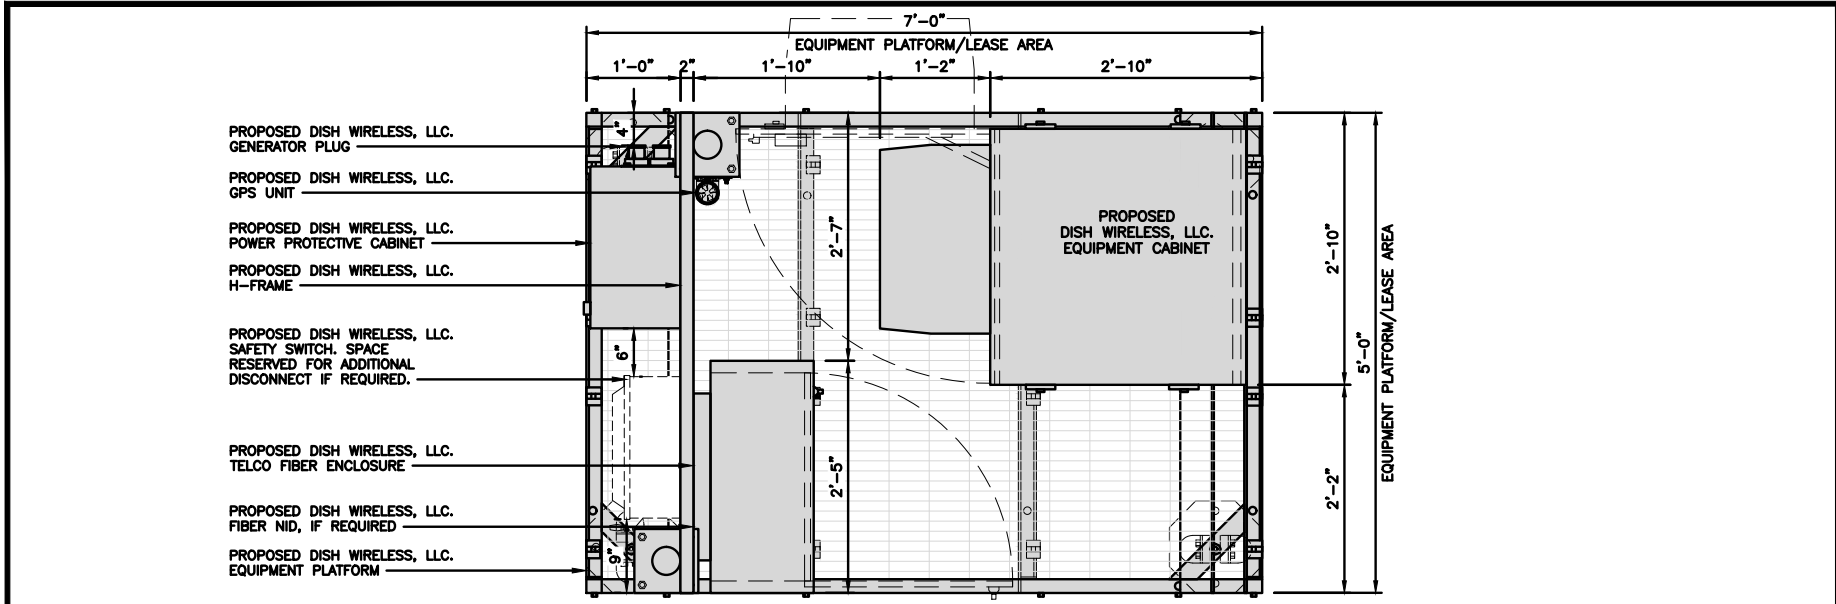 7'-0"
EQUIPMENT PLATFORM/LEASE AREA
1'-0" 2" 1'-10" 1'-2" 2'-10"
PROPOSED DISH WIRELESS, LLC.
GENERATOR PLUG
PROPOSED DISH WIRELESS, LLC.
GPS UNIT
PROPOSED DISH WIRELESS, LLC.
POWER PROTECTIVE CABINET
PROPOSED DISH WIRELESS, LLC.
H-FRAME
PROPOSED DISH WIRELESS, LLC.
SAFETY SWITCH. SPACE
RESERVED FOR ADDITIONAL
DISCONNECT IF REQUIRED.
PROPOSED DISH WIRELESS, LLC.
TELCO FIBER ENCLOSURE
PROPOSED DISH WIRELESS, LLC.
FIBER NID, IF REQUIRED
PROPOSED DISH WIRELESS, LLC.
EQUIPMENT PLATFORM
4"
6"
9"
2'-7"
2'-5"
PROPOSED
DISH WIRELESS, LLC.
EQUIPMENT CABINET
2'-10"
2'-2"
5'-0"
EQUIPMENT PLATFORM/LEASE AREA